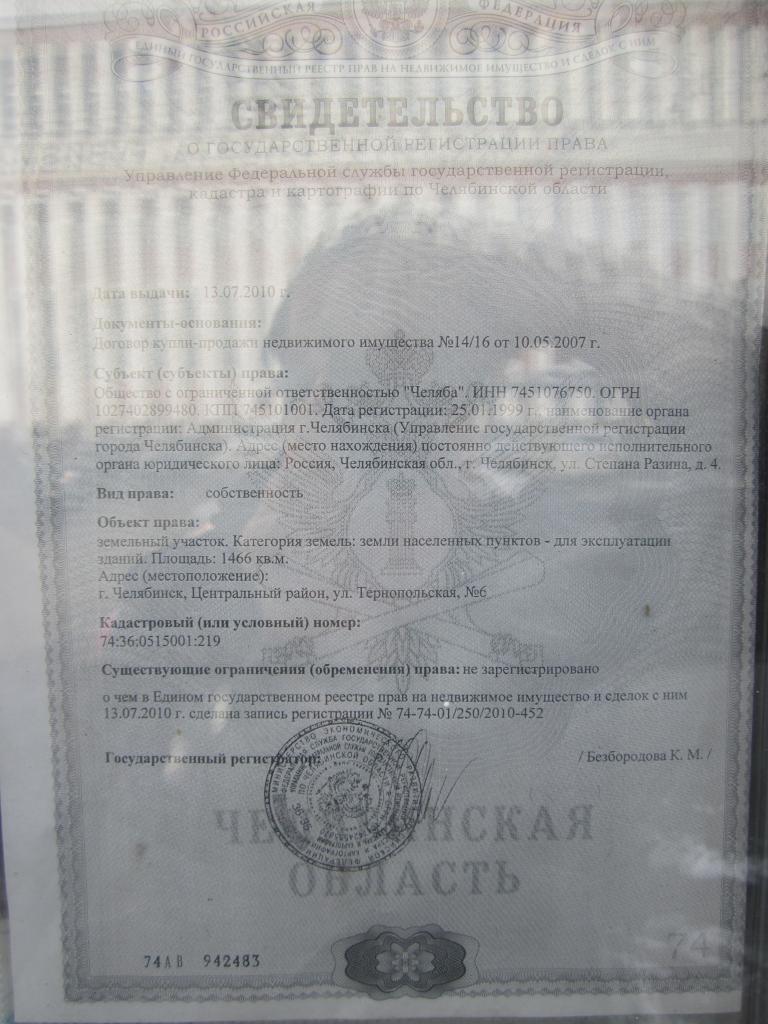 РОССИЙСКАЯ ФЕДЕРАЦИЯ
ЕДИНЫЙ ГОСУДАРСТВЕННЫЙ РЕЕСТР ПРАВ НА НЕДВИЖИМОЕ ИМУЩЕСТВО И СДЕЛОК С НИМ
СВИДЕТЕЛЬСТВО
О ГОСУДАРСТВЕННОЙ РЕГИСТРАЦИИ ПРАВА
Управление Федеральной службы государственной регистрации,
кадастра и картографии по Челябинской области
Дата выдачи: 13.07.2010 г.
Документы-основания:
Договор купли-продажи недвижимого имущества №14/16 от 10.05.2007 г.
Субъект (субъекты) права:
Общество с ограниченной ответственностью "Челяба". ИНН 7451076750. ОГРН
1027402899480. КПП 745101001. Дата регистрации: 25.01.1999 г., наименование органа
регистрации: Администрация г.Челябинска (Управление государственной регистрации
города Челябинска). Адрес (место нахождения) постоянно действующего исполнительного
органа юридического лица: Россия, Челябинская обл., г. Челябинск, ул. Степана Разина, д. 4.
Вид права: собственность
Объект права:
земельный участок. Категория земель: земли населенных пунктов - для эксплуатации
зданий. Площадь: 1466 кв.м.
Адрес (местоположение):
г. Челябинск, Центральный район, ул. Тернопольская, №6
Кадастровый (или условный) номер:
74:36:0515001:219
Существующие ограничения (обременения) права: не зарегистрировано
о чем в Едином государственном реестре прав на недвижимое имущество и сделок с ним
13.07.2010 г. сделана запись регистрации № 74-74-01/250/2010-452
Государственный регистратор: / Безбородова К. М. /
ЧЕЛЯБИНСКАЯ
ОБЛАСТЬ
74
74АВ 942483